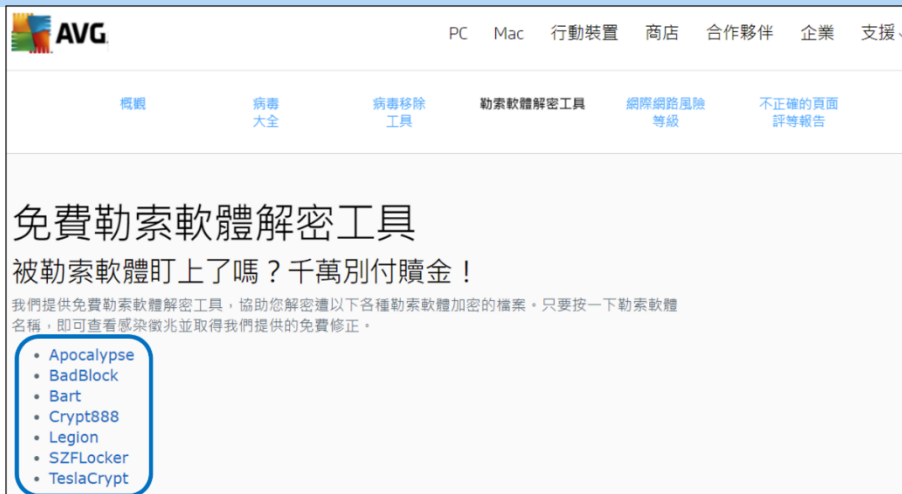 AVG
PC Mac 行動裝置 商店 合作夥伴 企業 支援
概觀 病毒 病毒移除 勒索軟體解密工具 網際網路風險 不正確的頁面
大全 工具 等級 評等報告
免費勒索軟體解密工具
被勒索軟體盯上了嗎？千萬別付贖金！
我們提供免費勒索軟體解密工具，協助您解密遭以下各種勒索軟體加密的檔案。只要按一下勒索軟體
名稱，即可查看感染徵兆並取得我們提供的免費修正。
• Apocalypse
• BadBlock
• Bart
• Crypt888
• Legion
• SZFLocker
• TeslaCrypt